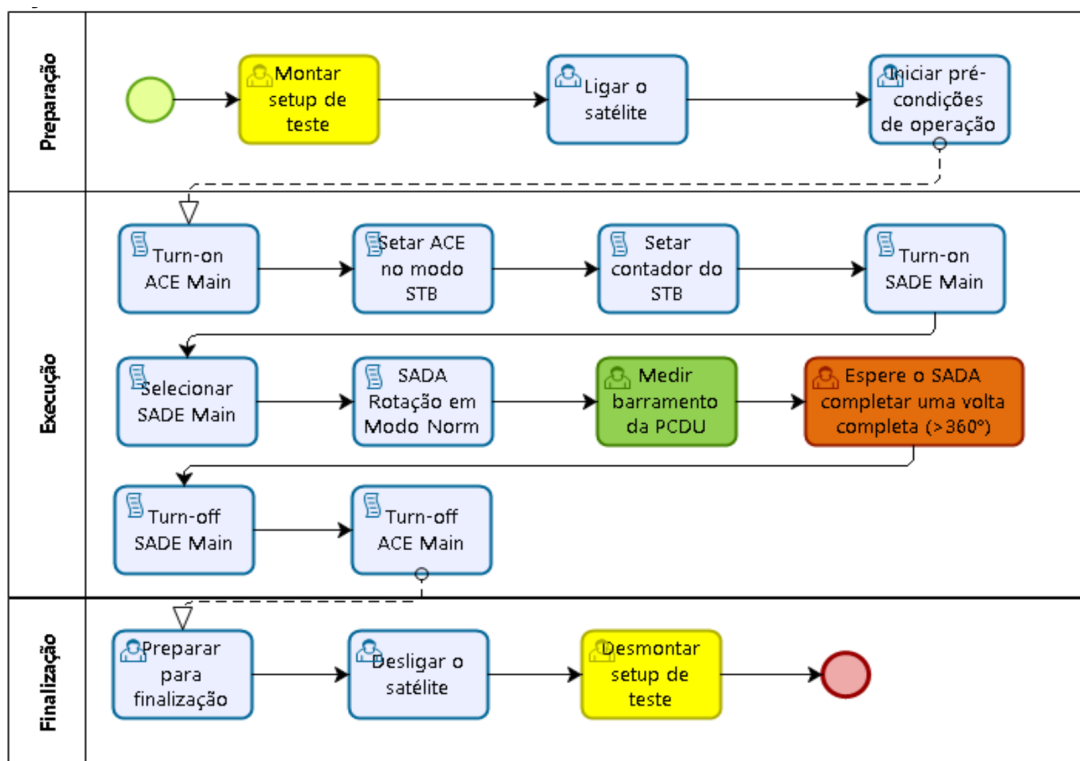 Preparação
Montar
setup de
teste
Ligar o
satélite
Iniciar pré-
condições
de operação
Execução
Turn-on
ACE Main
Setar ACE
no modo
STB
Setar
contador do
STB
Turn-on
SADE Main
Selecionar
SADE Main
SADA
Rotação em
Modo Norm
Medir
barramento
da PCDU
Espere o SADA
completar uma volta
completa (>360°)
Turn-off
SADE Main
Turn-off
ACE Main
Finalização
Preparar
para
finalização
Desligar o
satélite
Desmontar
setup de
teste